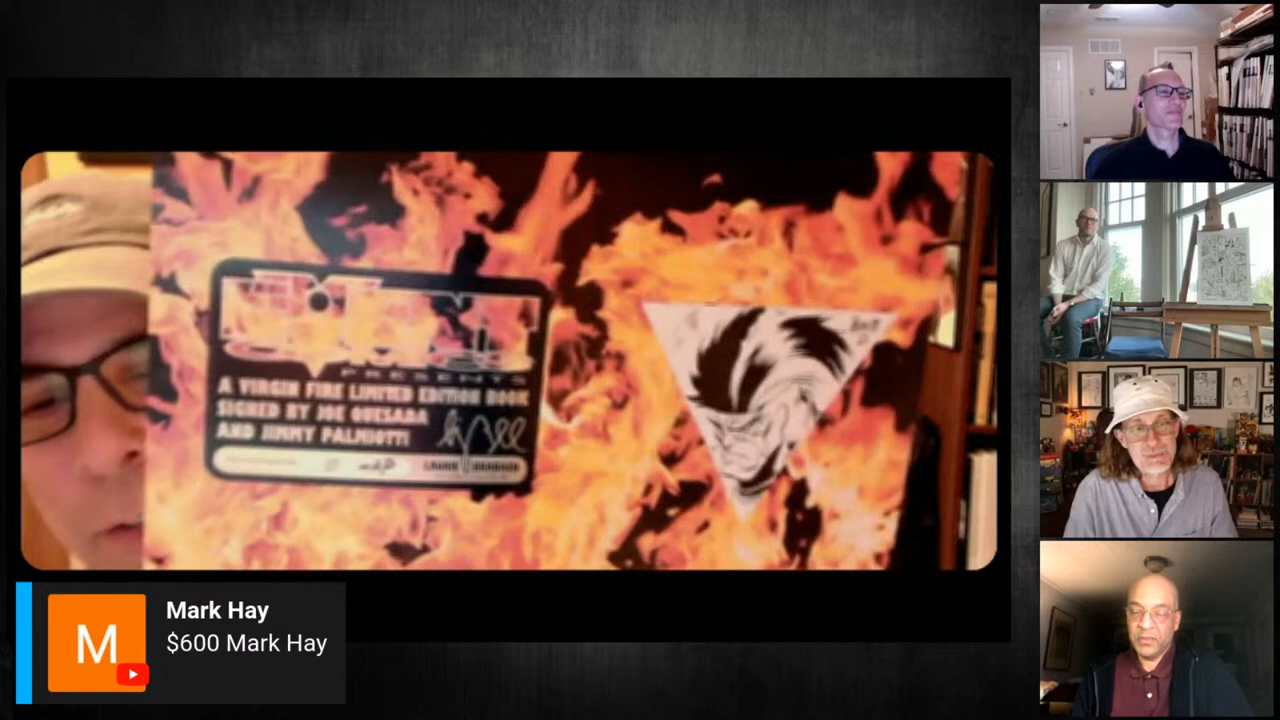 PRESENTS
A VIRGIN FIRE LIMITED EDITION BOOK
SIGNED BY JOE QUESADA
AND JIMMY PALMIOTTI
M
Mark Hay
$600 Mark Hay